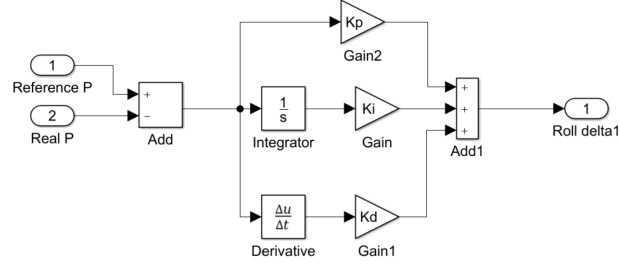 Kp
Gain2
1
Reference P
2
Real P
+
−
Add
1
s
Integrator
Ki
Gain
+
+
+
Add1
1
Roll delta1
Δu
Δt
Derivative
Kd
Gain1